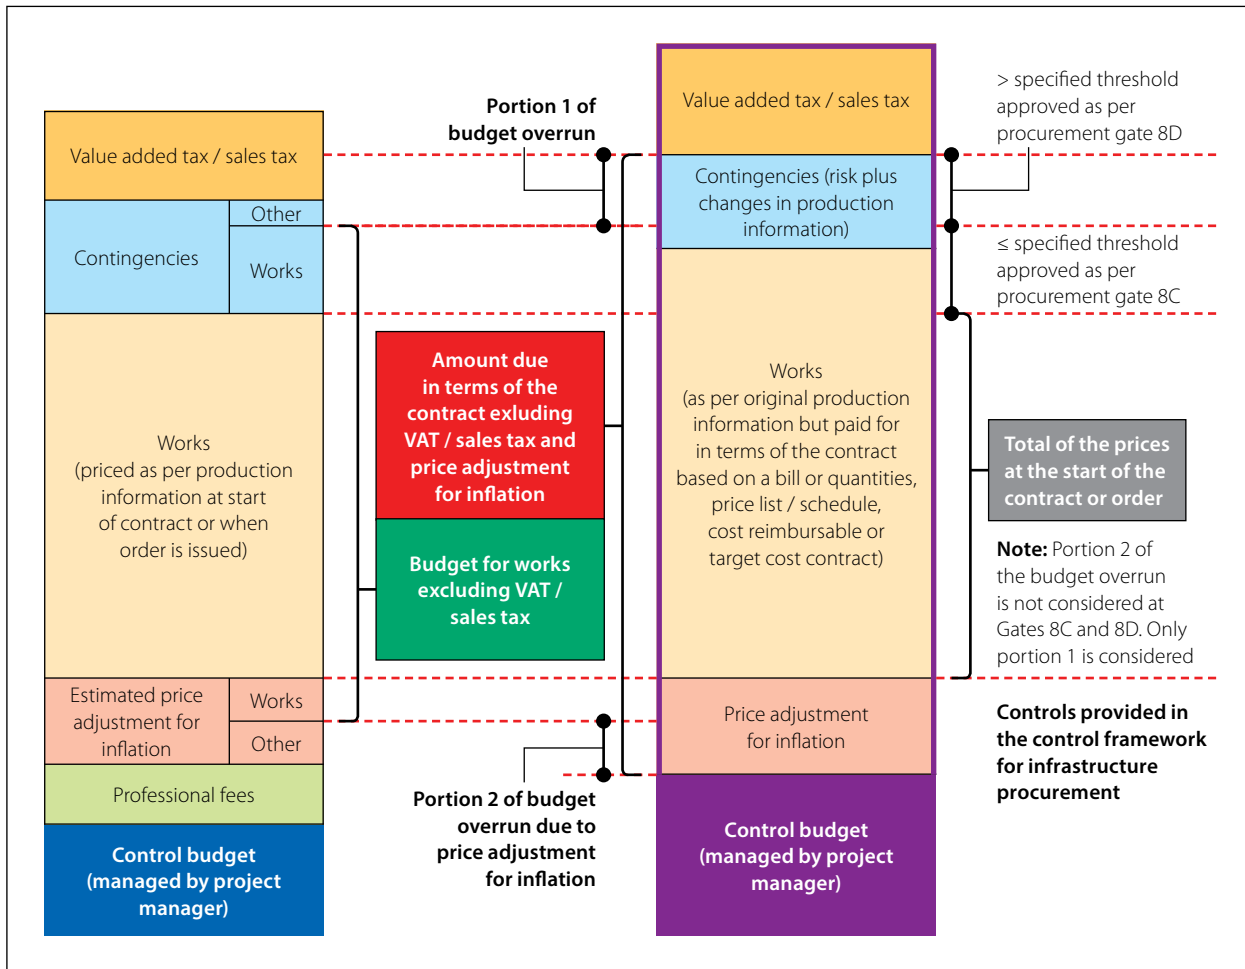 Value added tax / sales tax
Contingencies
Other
Works
Works
(priced as per production
information at start
of contract or when
order is issued)
Estimated price
adjustment for
inflation
Works
Other
Professional fees
Control budget
(managed by project
manager)
Portion 1 of
budget overrun
Amount due
in terms of the
contract exluding
VAT / sales tax and
price adjustment
for inflation
Budget for works
excluding VAT /
sales tax
Portion 2 of budget
overrun due to
price adjustment
for inflation
Value added tax / sales tax
Contingencies (risk plus
changes in production
information)
Works
(as per original production
information but paid for
in terms of the contract
based on a bill or quantities,
price list / schedule,
cost reimbursable or
target cost contract)
Price adjustment
for inflation
Control budget
(managed by project
manager)
> specified threshold
approved as per
procurement gate 8D
≤ specified threshold
approved as per
procurement gate 8C
Total of the prices
at the start of the
contract or order
Note: Portion 2 of
the budget overrun
is not considered at
Gates 8C and 8D. Only
portion 1 is considered
Controls provided in
the control framework
for infrastructure
procurement